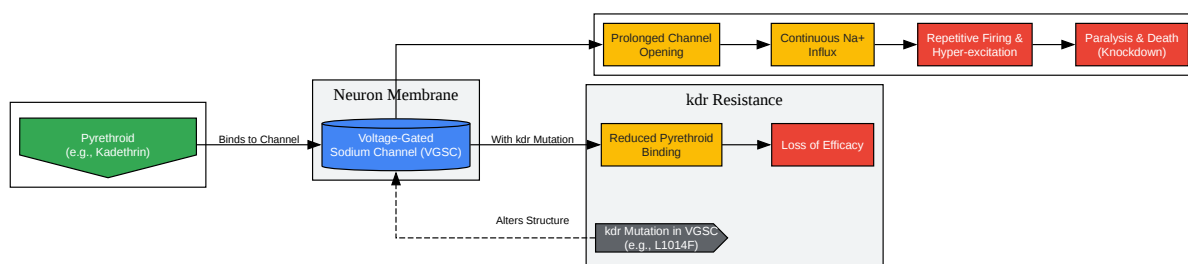 Prolonged Channel
Opening
Continuous Na+
Influx
Repetitive Firing &
Hyper-excitation
Paralysis & Death
(Knockdown)
Neuron Membrane
kdr Resistance
Pyrethroid
(e.g., Kadethrin)
Binds to Channel
Voltage-Gated
Sodium Channel (VGSC)
With kdr Mutation
Reduced Pyrethroid
Binding
Loss of Efficacy
Alters Structure
kdr Mutation in VGSC
(e.g., L1014F)